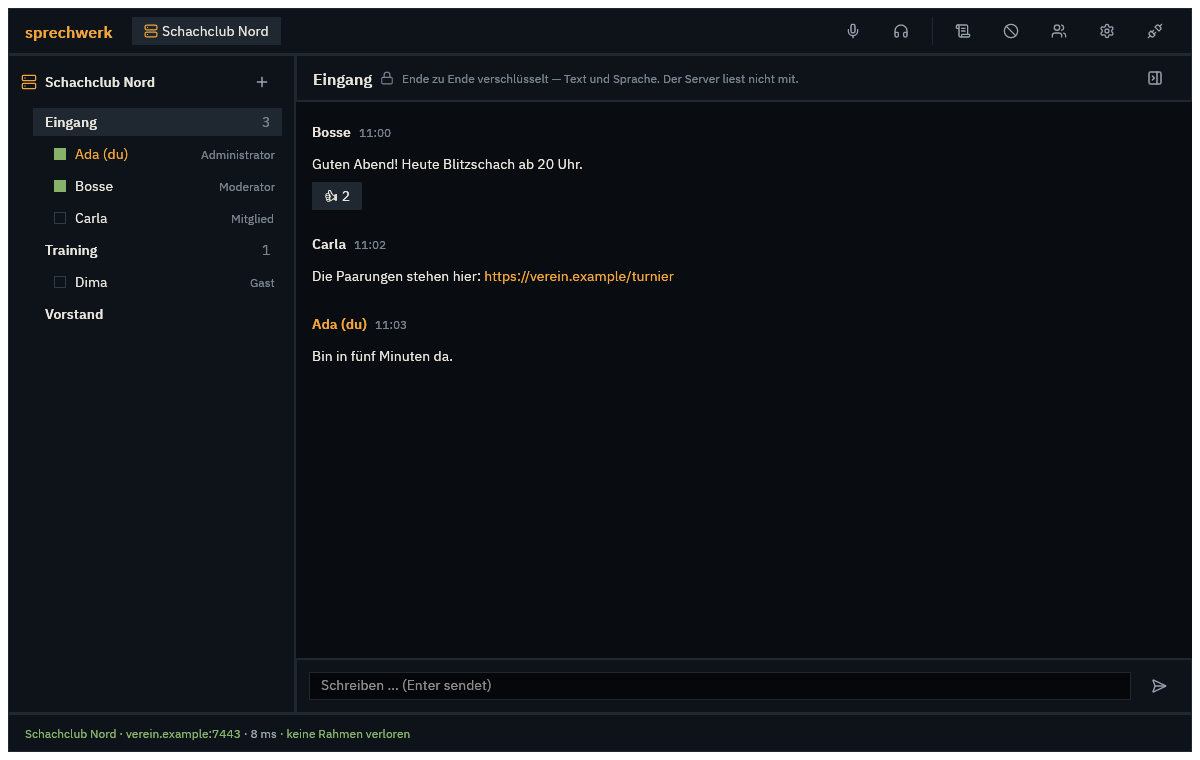 sprechwerk
Schachclub Nord
Schachclub Nord
Eingang 3
Ada (du) Administrator
Bosse Moderator
Carla Mitglied
Training 1
Dima Gast
Vorstand
Eingang Ende zu Ende verschlüsselt — Text und Sprache. Der Server liest nicht mit.
Bosse 11:00
Guten Abend! Heute Blitzschach ab 20 Uhr.
👍 2
Carla 11:02
Die Paarungen stehen hier: https://verein.example/turnier
Ada (du) 11:03
Bin in fünf Minuten da.
Schreiben ... (Enter sendet)
Schachclub Nord · verein.example:7443 · 8 ms · keine Rahmen verloren